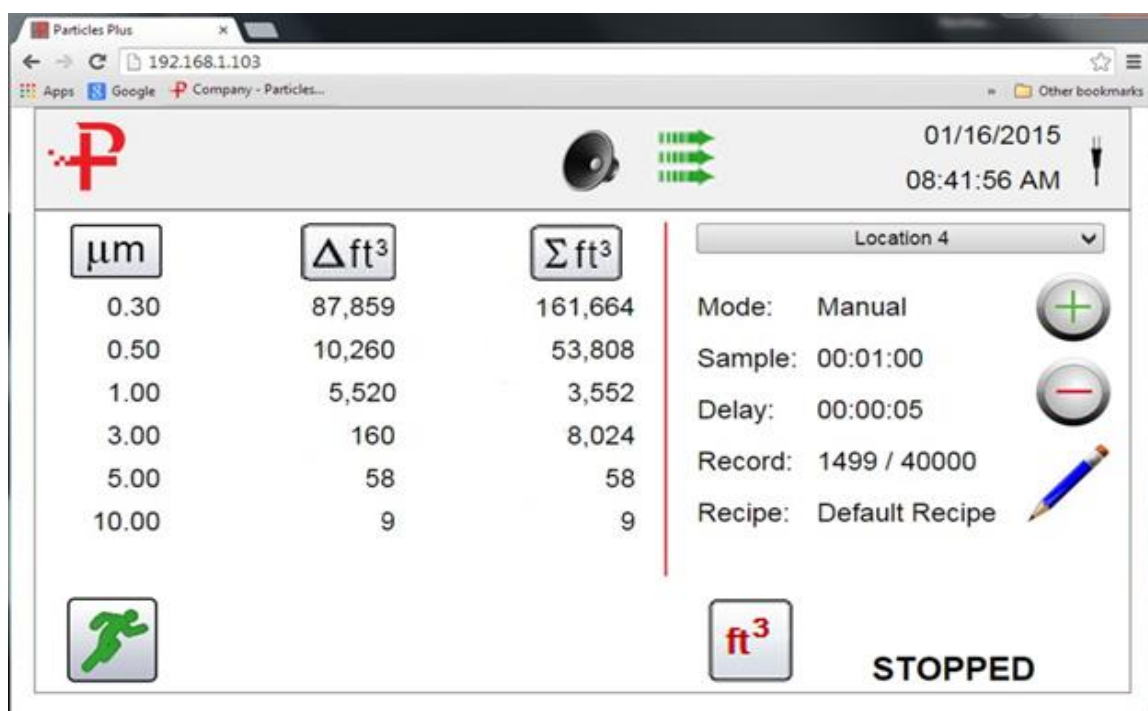 Particles Plus
192.168.1.103
Apps Google Company - Particles... » Other bookmarks
01/16/2015
08:41:56 AM
µm Δft³ Σft³
0.30 87,859 161,664
0.50 10,260 53,808
1.00 5,520 3,552
3.00 160 8,024
5.00 58 58
10.00 9 9
Location 4
Mode: Manual
Sample: 00:01:00
Delay: 00:00:05
Record: 1499 / 40000
Recipe: Default Recipe
ft³
STOPPED